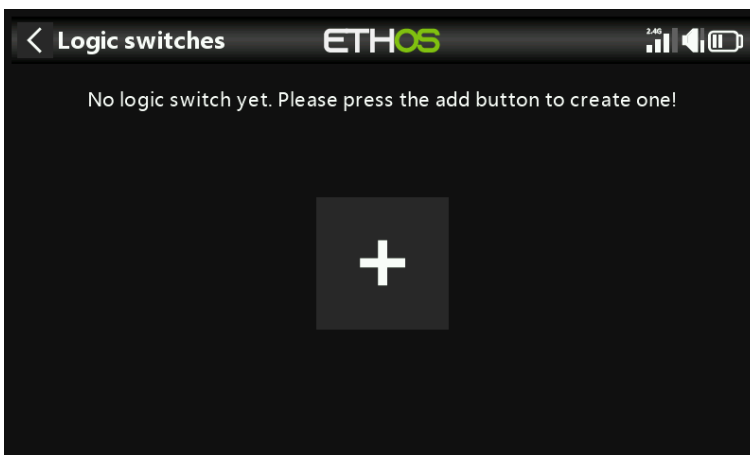 Logic switches
ETHOS
2.4G
No logic switch yet. Please press the add button to create one!